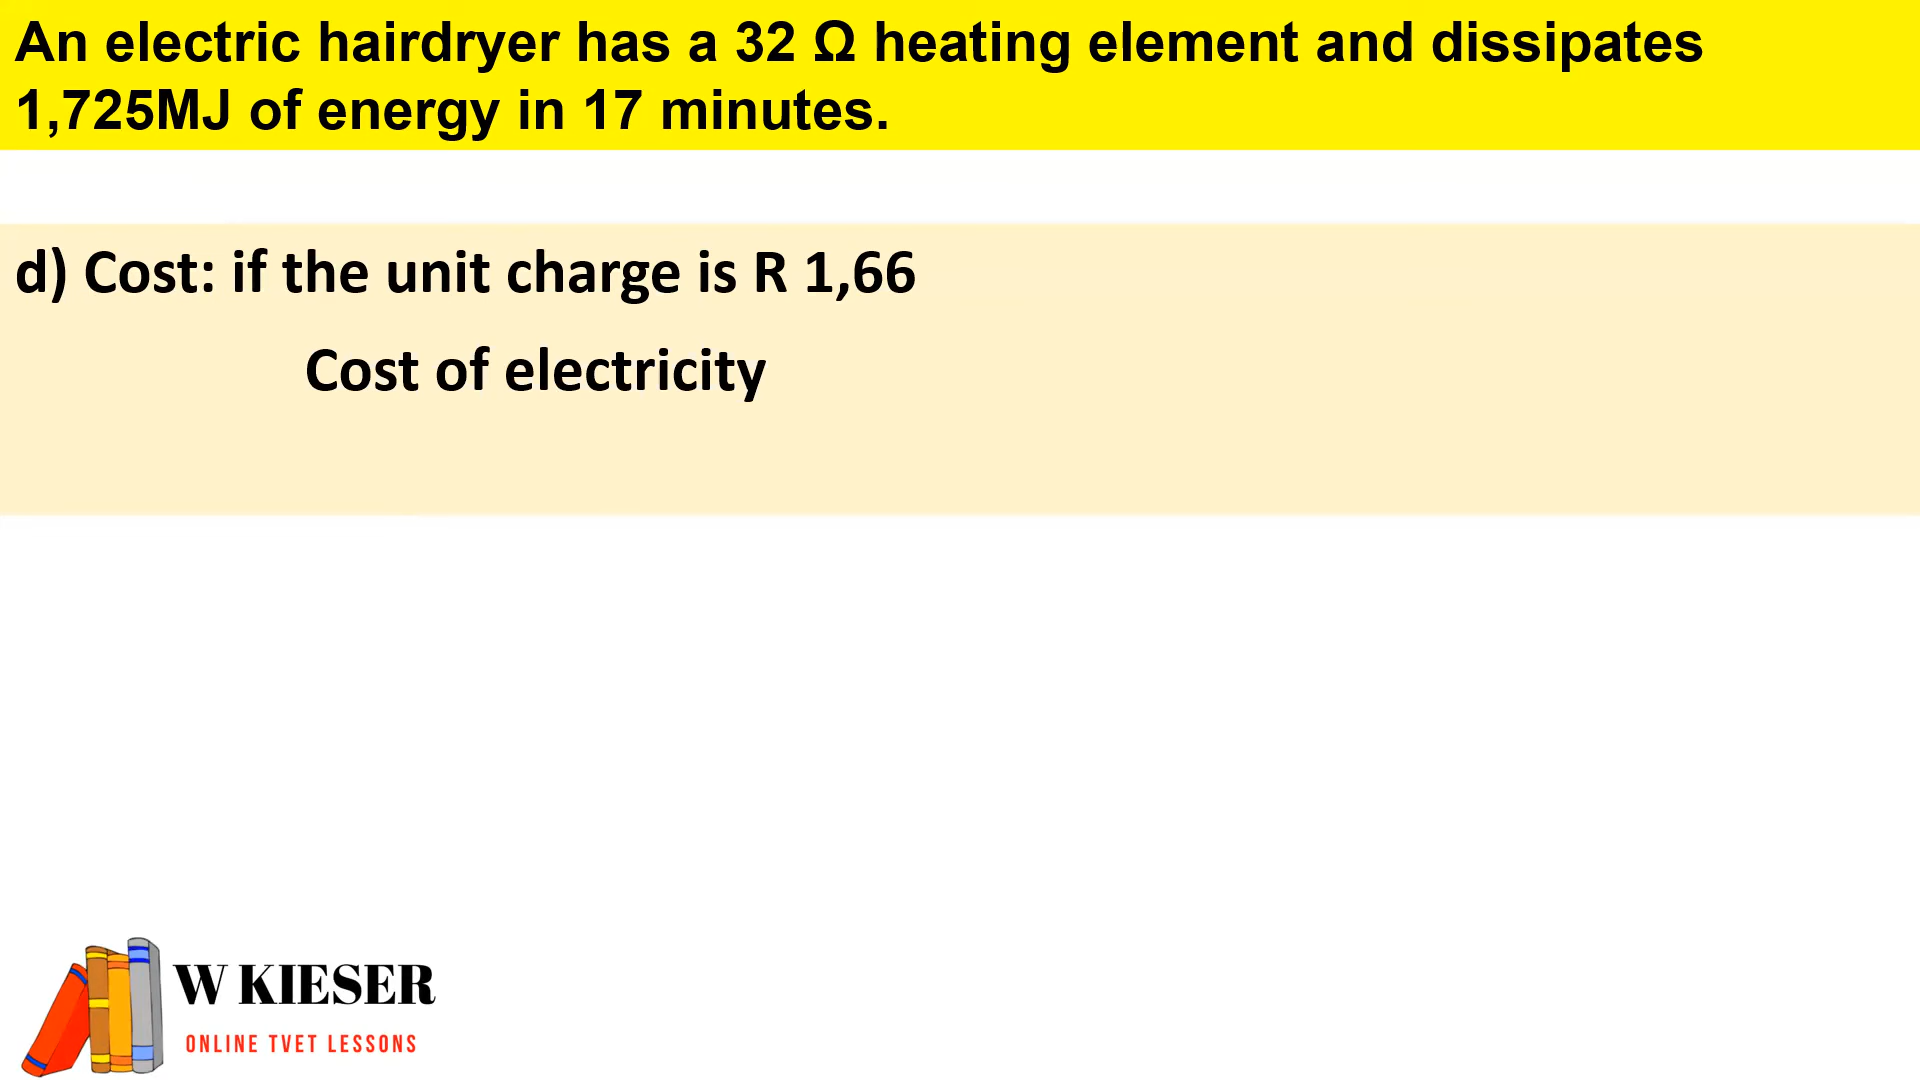 An electric hairdryer has a 32 Ω heating element and dissipates
1,725MJ of energy in 17 minutes.
d) Cost: if the unit charge is R 1,66
Cost of electricity
W KIESER
ONLINE TVET LESSONS